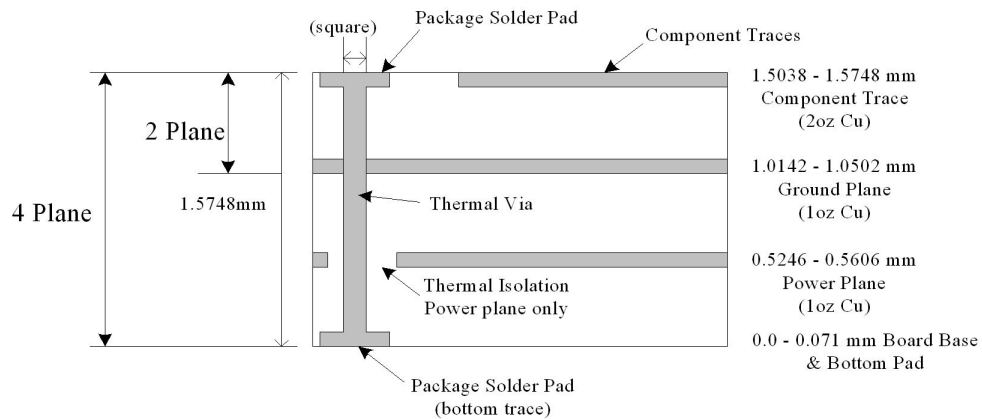 Package Solder Pad
(square)
Component Traces
1.5038 - 1.5748 mm
Component Trace
(2oz Cu)
2 Plane
1.0142 - 1.0502 mm
Ground Plane
(1oz Cu)
1.5748mm
Thermal Via
4 Plane
0.5246 - 0.5606 mm
Power Plane
(1oz Cu)
Thermal Isolation
Power plane only
0.0 - 0.071 mm Board Base
& Bottom Pad
Package Solder Pad
(bottom trace)